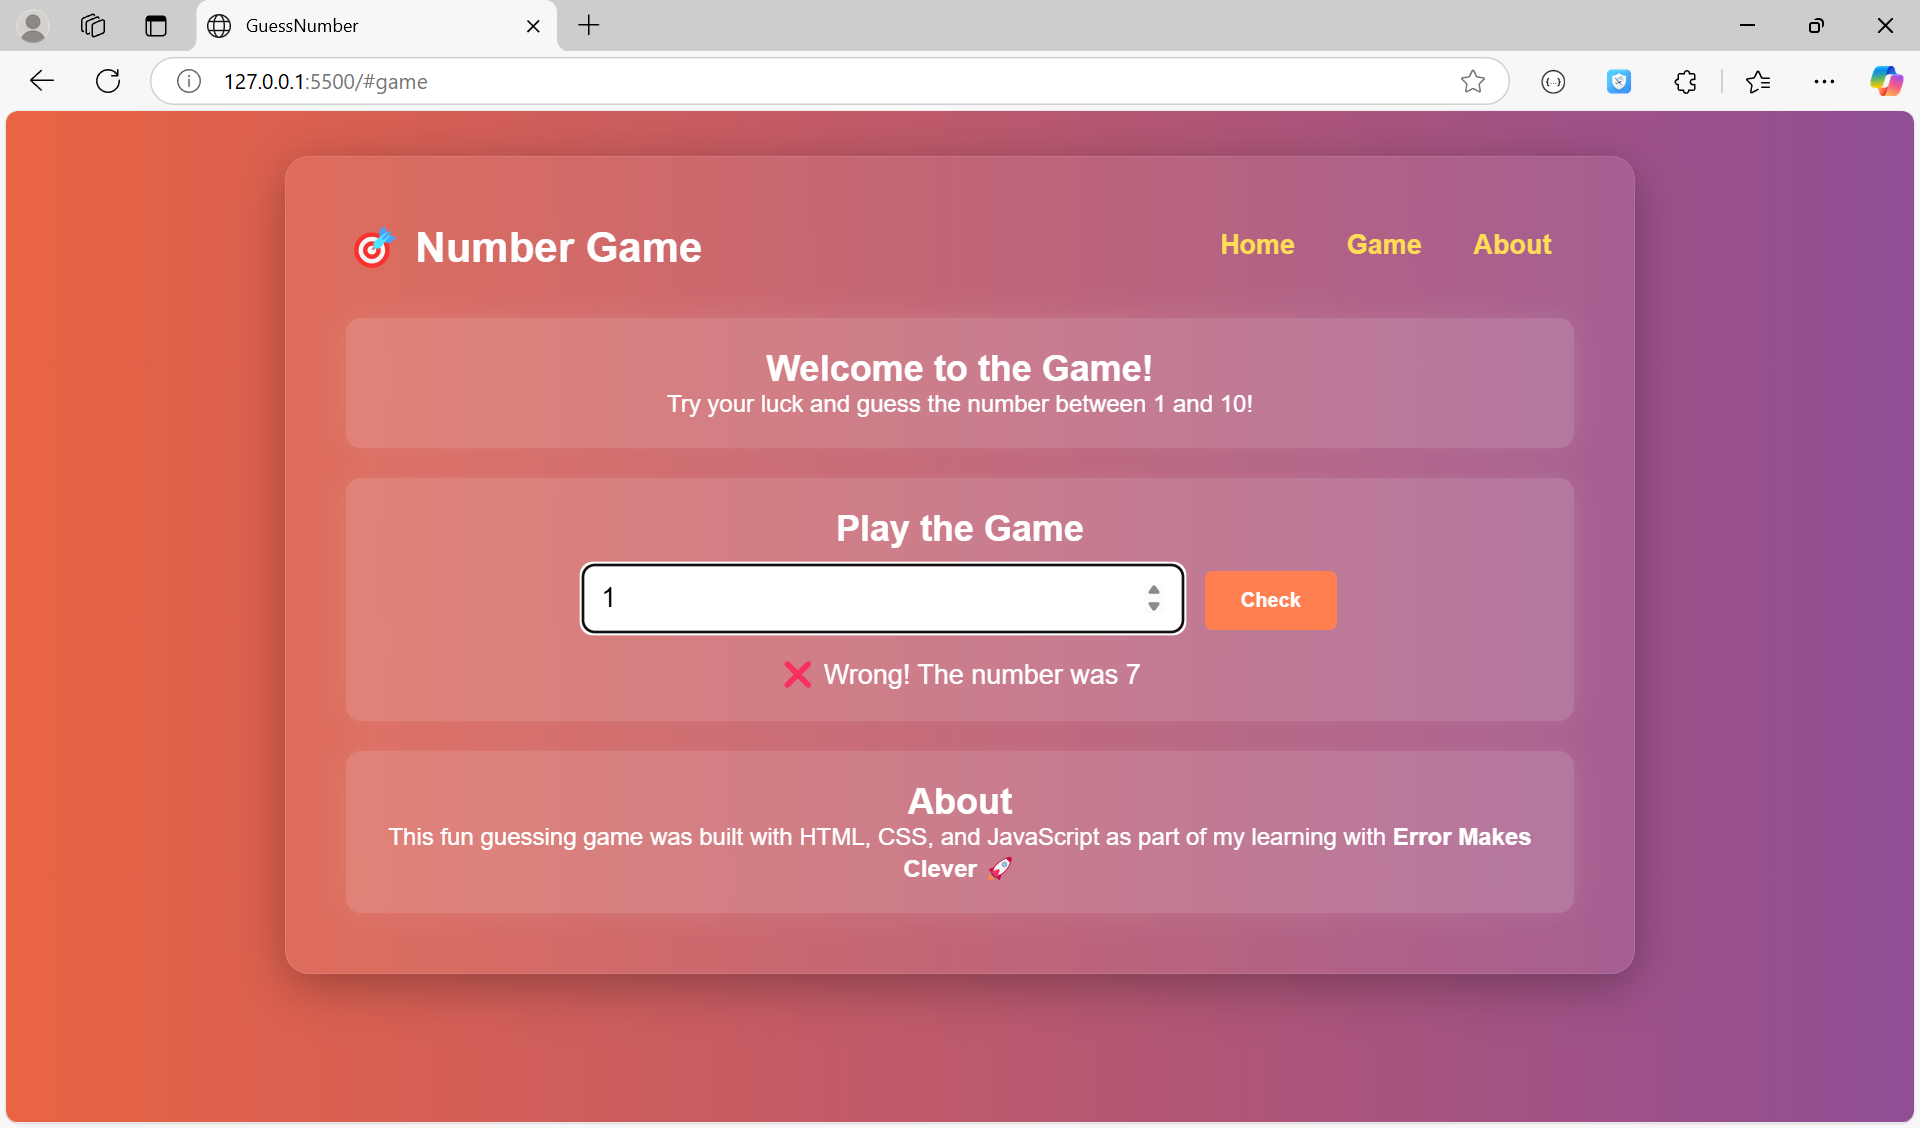 GuessNumber
127.0.0.1:5500/#game
🎯 Number Game
Home Game About
Welcome to the Game!
Try your luck and guess the number between 1 and 10!
Play the Game
1
Check
❌ Wrong! The number was 7
About
This fun guessing game was built with HTML, CSS, and JavaScript as part of my learning with Error Makes
Clever 🚀